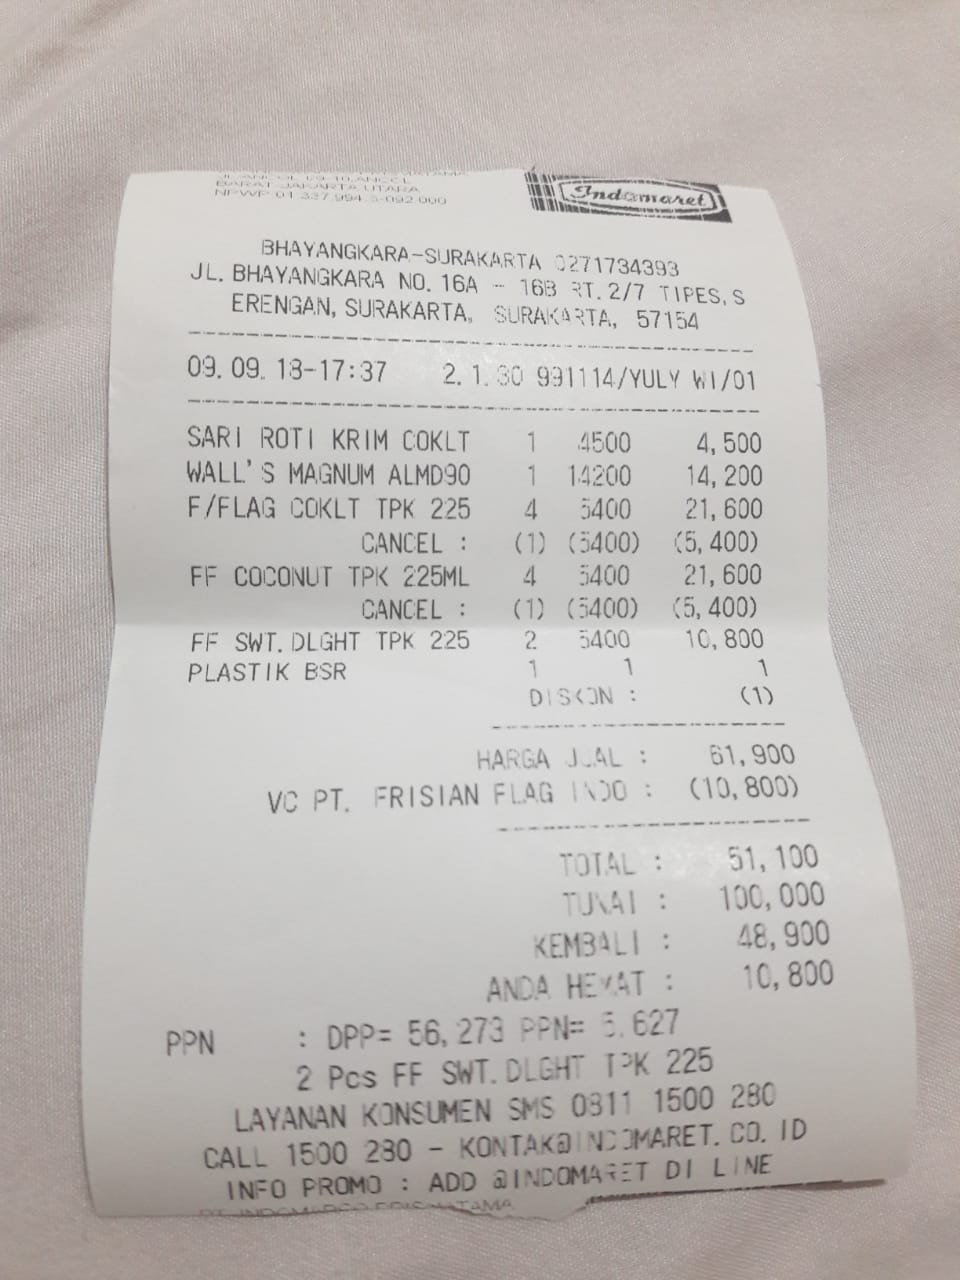 BARAT JAKARTA UTARA
NPWP 01.337.994.5-092.000
Indomaret
BHAYANGKARA-SURAKARTA 0271734393
JL. BHAYANGKARA NO. 16A - 16B RT. 2/7 TIPES, S
ERENGAN, SURAKARTA, SURAKARTA, 57154
09.09.18-17:37 2.1.30 991114/YULY WI/01
SARI ROTI KRIM COKLT 1 4500 4,500
WALL'S MAGNUM ALMD90 1 14200 14,200
F/FLAG COKLT TPK 225 4 5400 21,600
CANCEL : (1) (5400) (5,400)
FF COCONUT TPK 225ML 4 5400 21,600
CANCEL : (1) (5400) (5,400)
FF SWT.DLGHT TPK 225 2 5400 10,800
PLASTIK BSR 1 1 1
DISKON : (1)
HARGA JUAL : 61,900
VC PT. FRISIAN FLAG INDO : (10,800)
TOTAL : 51,100
TUNAI : 100,000
KEMBALI : 48,900
ANDA HEMAT : 10,800
PPN : DPP= 56,273 PPN= 5.627
2 Pcs FF SWT.DLGHT TPK 225
LAYANAN KONSUMEN SMS 0811 1500 280
CALL 1500 280 - KONTAK@INDOMARET.CO.ID
INFO PROMO : ADD @INDOMARET DI LINE